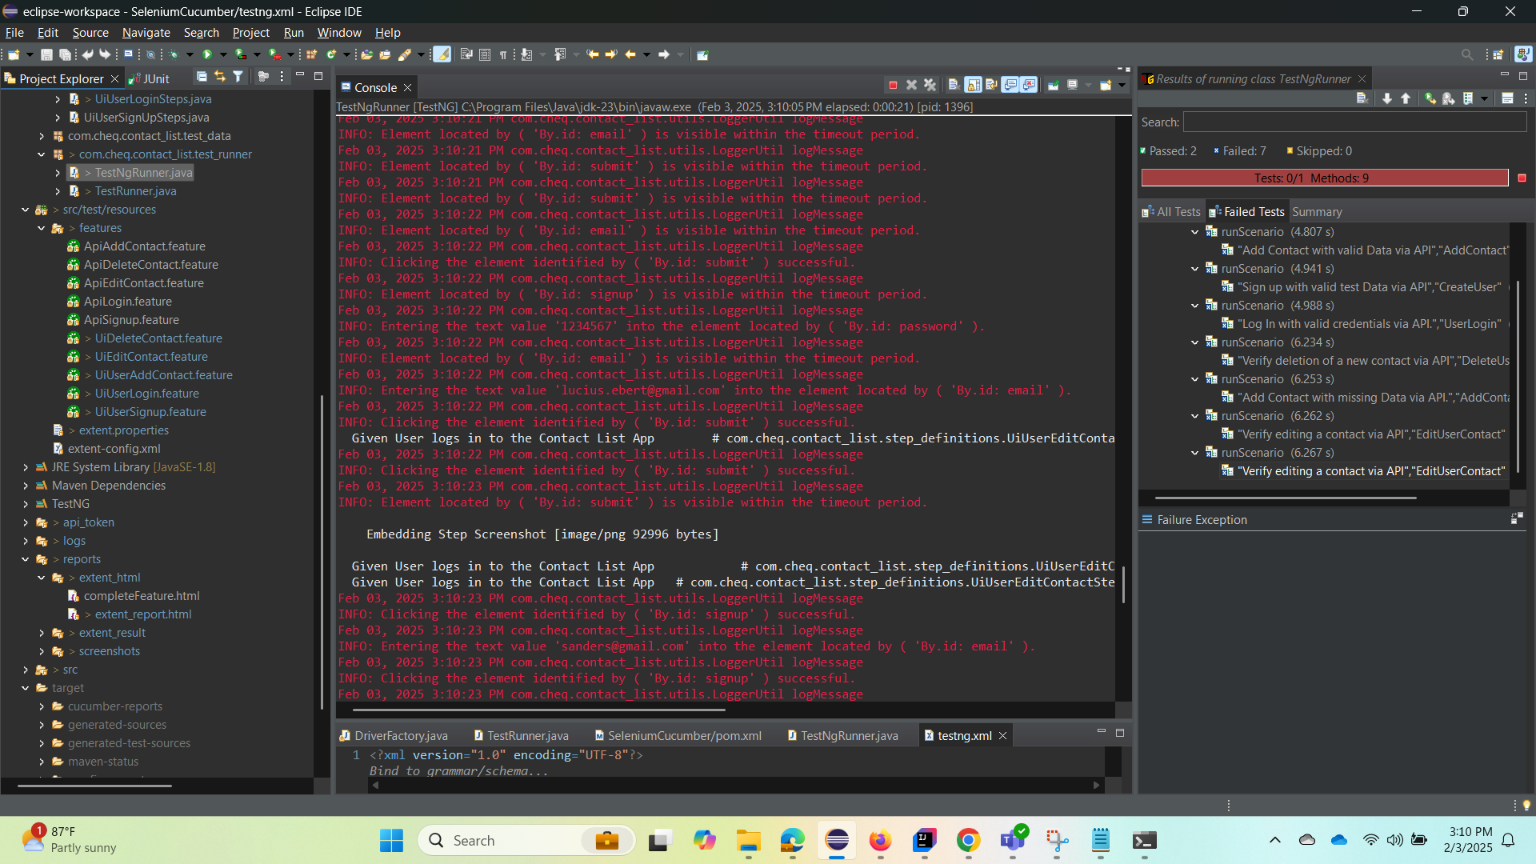 eclipse-workspace - SeleniumCucumber/testng.xml - Eclipse IDE
File Edit Source Navigate Search Project Run Window Help
Project Explorer JUnit
> UiUserLoginSteps.java
UiUserSignUpSteps.java
com.cheq.contact_list.test_data
> com.cheq.contact_list.test_runner
> TestNgRunner.java
> TestRunner.java
> src/test/resources
> features
ApiAddContact.feature
ApiDeleteContact.feature
ApiEditContact.feature
ApiLogin.feature
ApiSignup.feature
> UiDeleteContact.feature
> UiEditContact.feature
> UiUserAddContact.feature
> UiUserLogin.feature
> UiUserSignup.feature
> extent.properties
extent-config.xml
JRE System Library [JavaSE-1.8]
Maven Dependencies
TestNG
> api_token
> logs
> reports
> extent_html
completeFeature.html
> extent_report.html
> extent_result
> screenshots
> src
target
cucumber-reports
generated-sources
generated-test-sources
maven-status
Console
TestNgRunner [TestNG] C:\Program Files\Java\jdk-23\bin\javaw.exe (Feb 3, 2025, 3:10:05 PM elapsed: 0:00:21) [pid: 1396]
Feb 03, 2025 3:10:21 PM com.cheq.contact_list.utils.LoggerUtil logMessage
INFO: Element located by ( 'By.id: email' ) is visible within the timeout period.
Feb 03, 2025 3:10:21 PM com.cheq.contact_list.utils.LoggerUtil logMessage
INFO: Element located by ( 'By.id: submit' ) is visible within the timeout period.
Feb 03, 2025 3:10:21 PM com.cheq.contact_list.utils.LoggerUtil logMessage
INFO: Element located by ( 'By.id: submit' ) is visible within the timeout period.
Feb 03, 2025 3:10:22 PM com.cheq.contact_list.utils.LoggerUtil logMessage
INFO: Element located by ( 'By.id: email' ) is visible within the timeout period.
Feb 03, 2025 3:10:22 PM com.cheq.contact_list.utils.LoggerUtil logMessage
INFO: Clicking the element identified by ( 'By.id: submit' ) successful.
Feb 03, 2025 3:10:22 PM com.cheq.contact_list.utils.LoggerUtil logMessage
INFO: Element located by ( 'By.id: signup' ) is visible within the timeout period.
Feb 03, 2025 3:10:22 PM com.cheq.contact_list.utils.LoggerUtil logMessage
INFO: Entering the text value '1234567' into the element located by ( 'By.id: password' ).
Feb 03, 2025 3:10:22 PM com.cheq.contact_list.utils.LoggerUtil logMessage
INFO: Element located by ( 'By.id: email' ) is visible within the timeout period.
Feb 03, 2025 3:10:22 PM com.cheq.contact_list.utils.LoggerUtil logMessage
INFO: Entering the text value 'lucius.ebert@gmail.com' into the element located by ( 'By.id: email' ).
Feb 03, 2025 3:10:22 PM com.cheq.contact_list.utils.LoggerUtil logMessage
INFO: Clicking the element identified by ( 'By.id: submit' ) successful.
Given User logs in to the Contact List App # com.cheq.contact_list.step_definitions.UiUserEditConta
Feb 03, 2025 3:10:22 PM com.cheq.contact_list.utils.LoggerUtil logMessage
INFO: Clicking the element identified by ( 'By.id: submit' ) successful.
Feb 03, 2025 3:10:23 PM com.cheq.contact_list.utils.LoggerUtil logMessage
INFO: Element located by ( 'By.id: submit' ) is visible within the timeout period.
Embedding Step Screenshot [image/png 92996 bytes]
Given User logs in to the Contact List App # com.cheq.contact_list.step_definitions.UiUserEditC
Given User logs in to the Contact List App # com.cheq.contact_list.step_definitions.UiUserEditContactSte
Feb 03, 2025 3:10:23 PM com.cheq.contact_list.utils.LoggerUtil logMessage
INFO: Clicking the element identified by ( 'By.id: signup' ) successful.
Feb 03, 2025 3:10:23 PM com.cheq.contact_list.utils.LoggerUtil logMessage
INFO: Entering the text value 'sanders@gmail.com' into the element located by ( 'By.id: email' ).
Feb 03, 2025 3:10:23 PM com.cheq.contact_list.utils.LoggerUtil logMessage
INFO: Clicking the element identified by ( 'By.id: signup' ) successful.
Feb 03, 2025 3:10:23 PM com.cheq.contact_list.utils.LoggerUtil logMessage
DriverFactory.java TestRunner.java SeleniumCucumber/pom.xml TestNgRunner.java testng.xml
1 <?xml version="1.0" encoding="UTF-8"?>
Bind to grammar/schema...
Results of running class TestNgRunner
Search:
Passed: 2 Failed: 7 Skipped: 0
Tests: 0/1 Methods: 9
All Tests Failed Tests Summary
runScenario (4.807 s)
"Add Contact with valid Data via API","AddContact"
runScenario (4.941 s)
"Sign up with valid test Data via API","CreateUser"
runScenario (4.988 s)
"Log In with valid credentials via API.","UserLogin"
runScenario (6.234 s)
"Verify deletion of a new contact via API","DeleteUs
runScenario (6.253 s)
"Add Contact with missing Data via API.","AddConta
runScenario (6.262 s)
"Verify editing a contact via API","EditUserContact"
runScenario (6.267 s)
"Verify editing a contact via API","EditUserContact"
Failure Exception
1
87°F
Partly sunny
Search
3:10 PM
2/3/2025